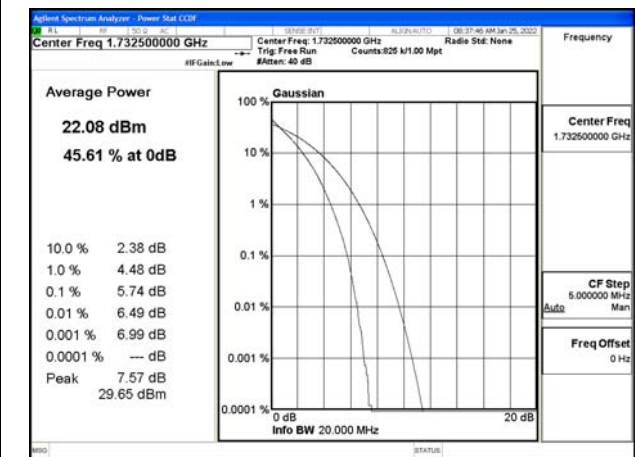 Agilent Spectrum Analyzer - Power Stat CCDF
RL RF 50 Ω AC SENSE:INT ALIGN AUTO 08:37:46 AM Jan 25, 2022
Center Freq 1.732500000 GHz
Center Freq: 1.732500000 GHz
Radio Std: None
Trig: Free Run Counts:825 k/1.00 Mpt
#IFGain:Low #Atten: 40 dB
Frequency
Average Power
22.08 dBm
45.61 % at 0dB
10.0 % 2.38 dB
1.0 % 4.48 dB
0.1 % 5.74 dB
0.01 % 6.49 dB
0.001 % 6.99 dB
0.0001 % --- dB
Peak 7.57 dB
29.65 dBm
Gaussian
100 %
10 %
1 %
0.1 %
0.01 %
0.001 %
0.0001 %
0 dB 20 dB
Info BW 20.000 MHz
Center Freq
1.732500000 GHz
CF Step
5.000000 MHz
Auto Man
Freq Offset
0 Hz
MSG STATUS